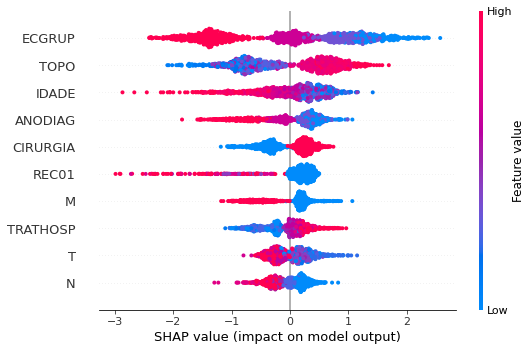 High
ECGRUP
TOPO
IDADE
ANODIAG
CIRURGIA
REC01
M
TRATHOSP
T
N
Feature value
Low
−3 −2 −1 0 1 2
SHAP value (impact on model output)